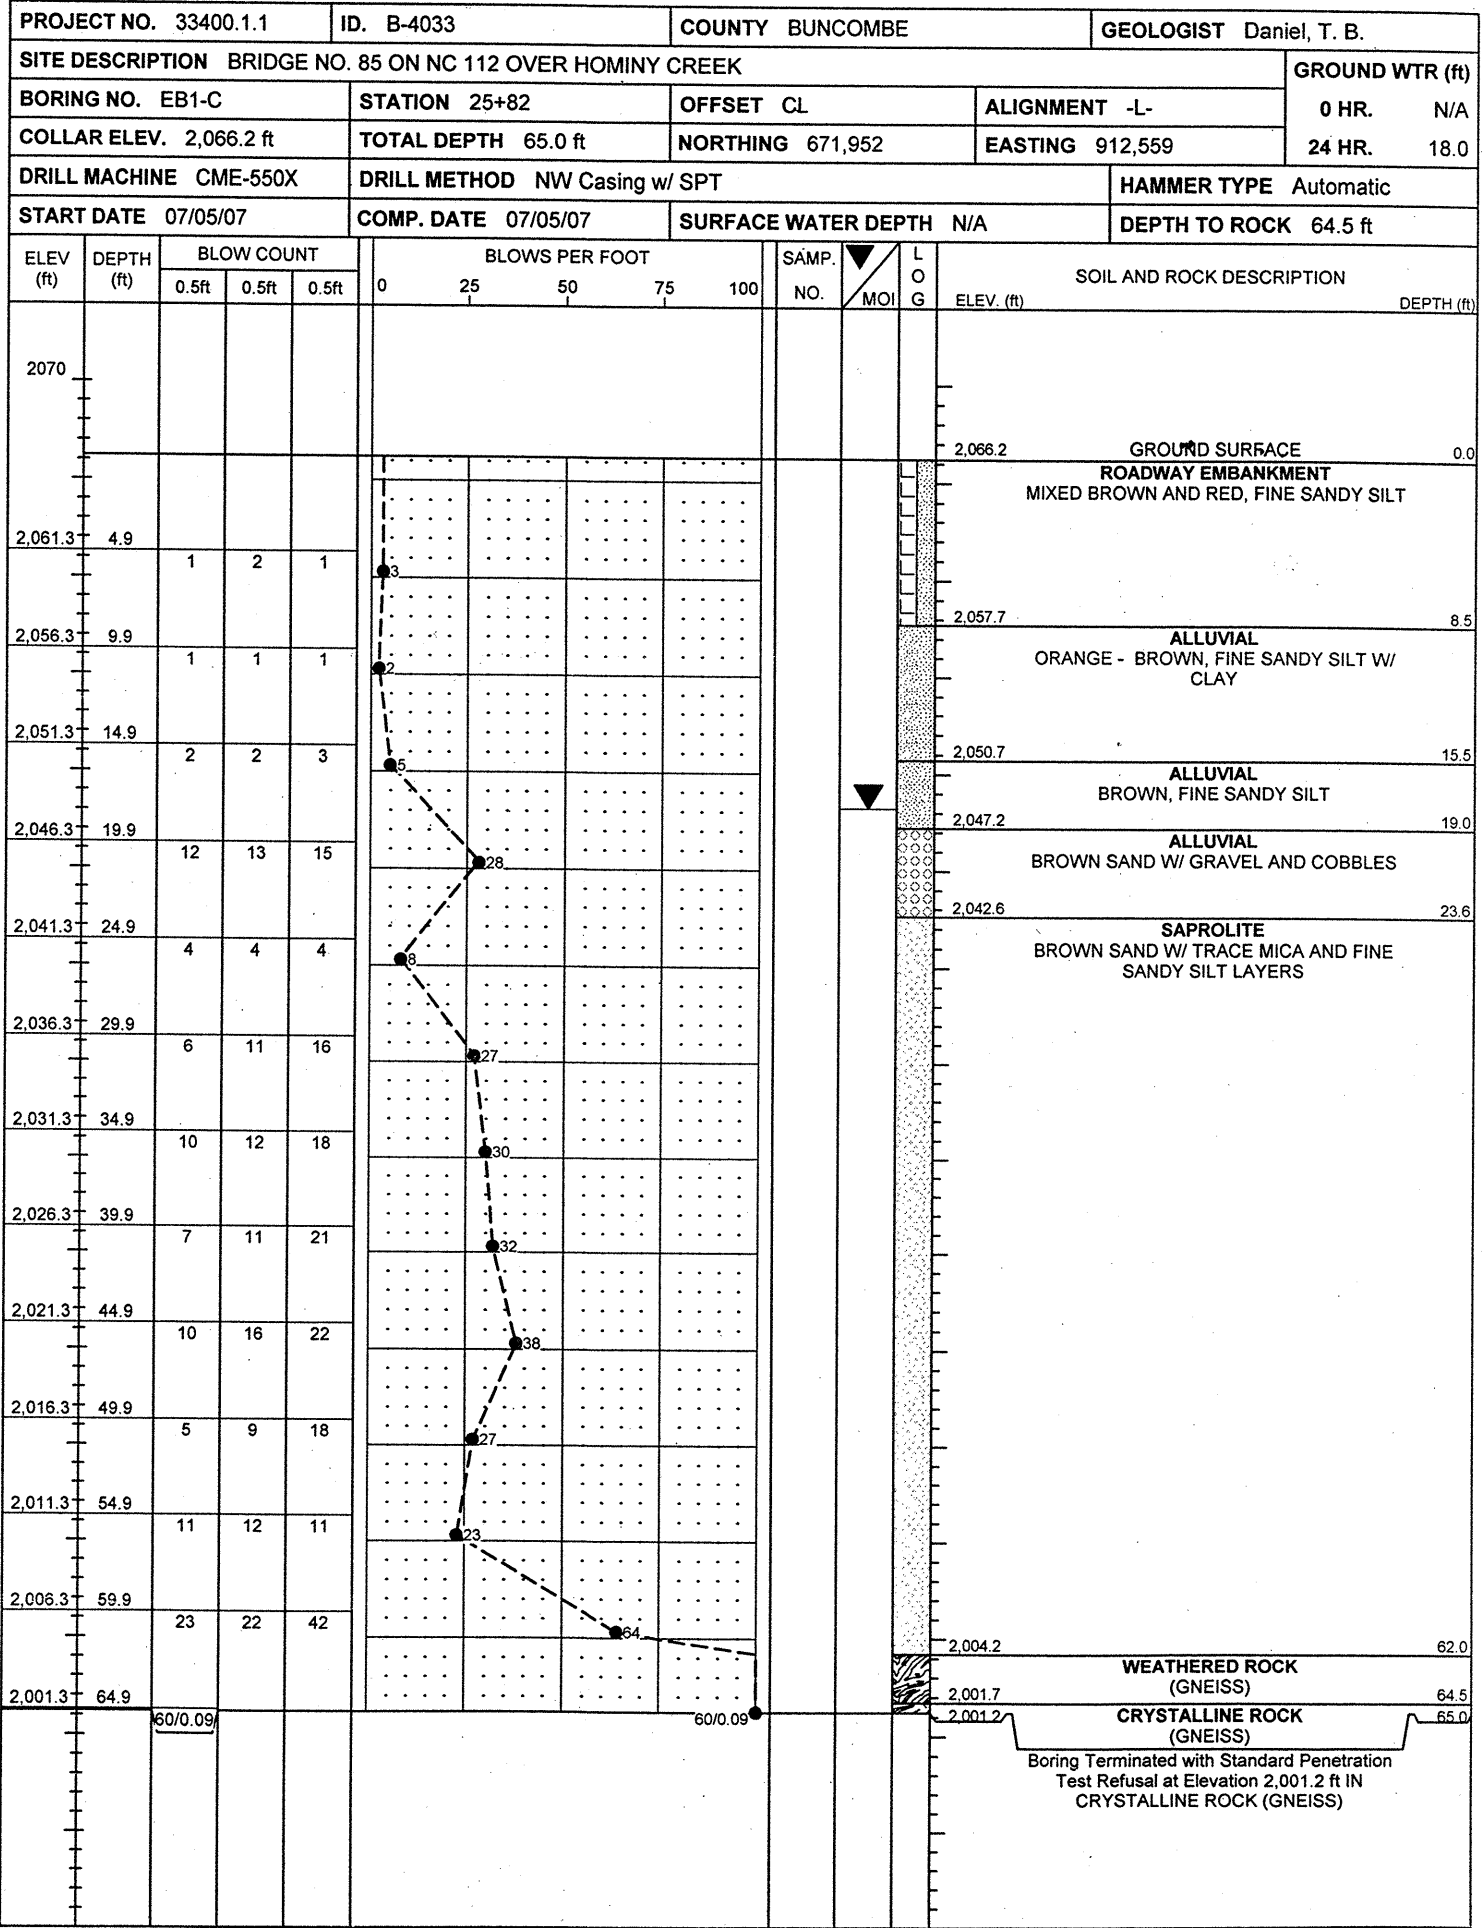 PROJECT NO. 33400.1.1 ID. B-4033 COUNTY BUNCOMBE GEOLOGIST Daniel, T. B.
SITE DESCRIPTION BRIDGE NO. 85 ON NC 112 OVER HOMINY CREEK GROUND WTR (ft)
BORING NO. EB1-C STATION 25+82 OFFSET CL ALIGNMENT -L- 0 HR. N/A
COLLAR ELEV. 2,066.2 ft TOTAL DEPTH 65.0 ft NORTHING 671,952 EASTING 912,559 24 HR. 18.0
DRILL MACHINE CME-550X DRILL METHOD NW Casing w/ SPT HAMMER TYPE Automatic
START DATE 07/05/07 COMP. DATE 07/05/07 SURFACE WATER DEPTH N/A DEPTH TO ROCK 64.5 ft
ELEV (ft) DEPTH (ft) BLOW COUNT BLOWS PER FOOT SAMP. NO. MOI LOG SOIL AND ROCK DESCRIPTION
0.5ft 0.5ft 0.5ft 0 25 50 75 100 ELEV. (ft) DEPTH (ft)
2070
2,066.2 GROUND SURFACE 0.0
ROADWAY EMBANKMENT
MIXED BROWN AND RED, FINE SANDY SILT
2,061.3 4.9
1 2 1 3
2,057.7 8.5
2,056.3 9.9 ALLUVIAL
1 1 1 2 ORANGE - BROWN, FINE SANDY SILT W/
CLAY
2,051.3 14.9
2 2 3 5 2,050.7 15.5
ALLUVIAL
BROWN, FINE SANDY SILT
2,047.2 19.0
2,046.3 19.9 ALLUVIAL
12 13 15 28 BROWN SAND W/ GRAVEL AND COBBLES
2,042.6 23.6
2,041.3 24.9 SAPROLITE
4 4 4 8 BROWN SAND W/ TRACE MICA AND FINE
SANDY SILT LAYERS
2,036.3 29.9
6 11 16 27
2,031.3 34.9
10 12 18 30
2,026.3 39.9
7 11 21 32
2,021.3 44.9
10 16 22 38
2,016.3 49.9
5 9 18 27
2,011.3 54.9
11 12 11 23
2,006.3 59.9
23 22 42 64
2,004.2 62.0
WEATHERED ROCK
(GNEISS)
2,001.3 64.9 2,001.7 64.5
60/0.09 60/0.09 2,001.2 CRYSTALLINE ROCK 65.0
(GNEISS)
Boring Terminated with Standard Penetration
Test Refusal at Elevation 2,001.2 ft IN
CRYSTALLINE ROCK (GNEISS)